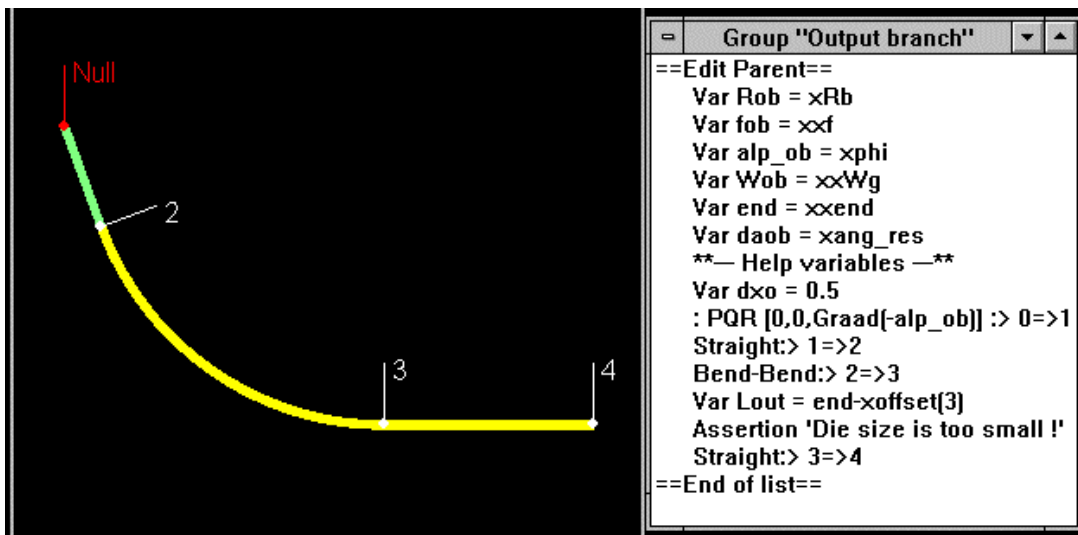 Null
2
3
4
Group "Output branch"
==Edit Parent==
Var Rob = xRb
Var fob = xxf
Var alp_ob = xphi
Var Wob = xxWg
Var end = xxend
Var daob = xang_res
**— Help variables —**
Var dxo = 0.5
: PQR [0,0,Graad(-alp_ob)] :> 0=>1
Straight:> 1=>2
Bend-Bend:> 2=>3
Var Lout = end-xoffset(3)
Assertion 'Die size is too small !'
Straight:> 3=>4
==End of list==